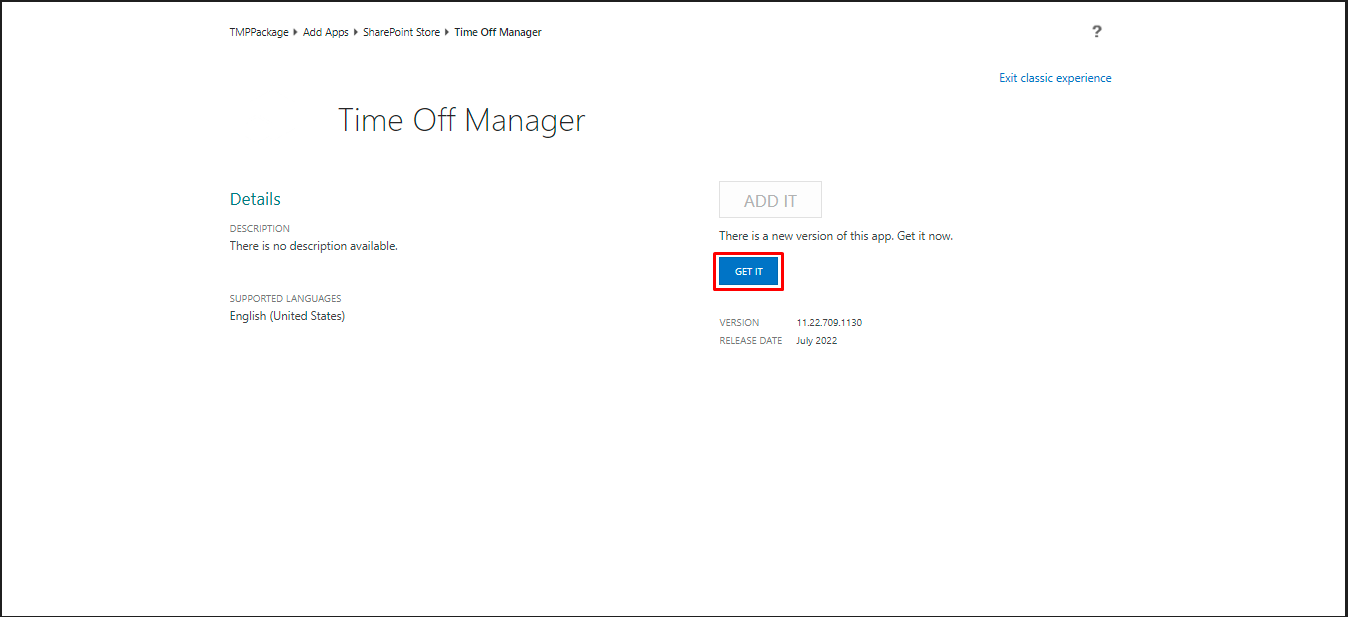 TMPPackage ▸ Add Apps ▸ SharePoint Store ▸ Time Off Manager
?
Exit classic experience
Time Off Manager
Details
DESCRIPTION
There is no description available.
SUPPORTED LANGUAGES
English (United States)
ADD IT
There is a new version of this app. Get it now.
GET IT
VERSION 11.22.709.1130
RELEASE DATE July 2022